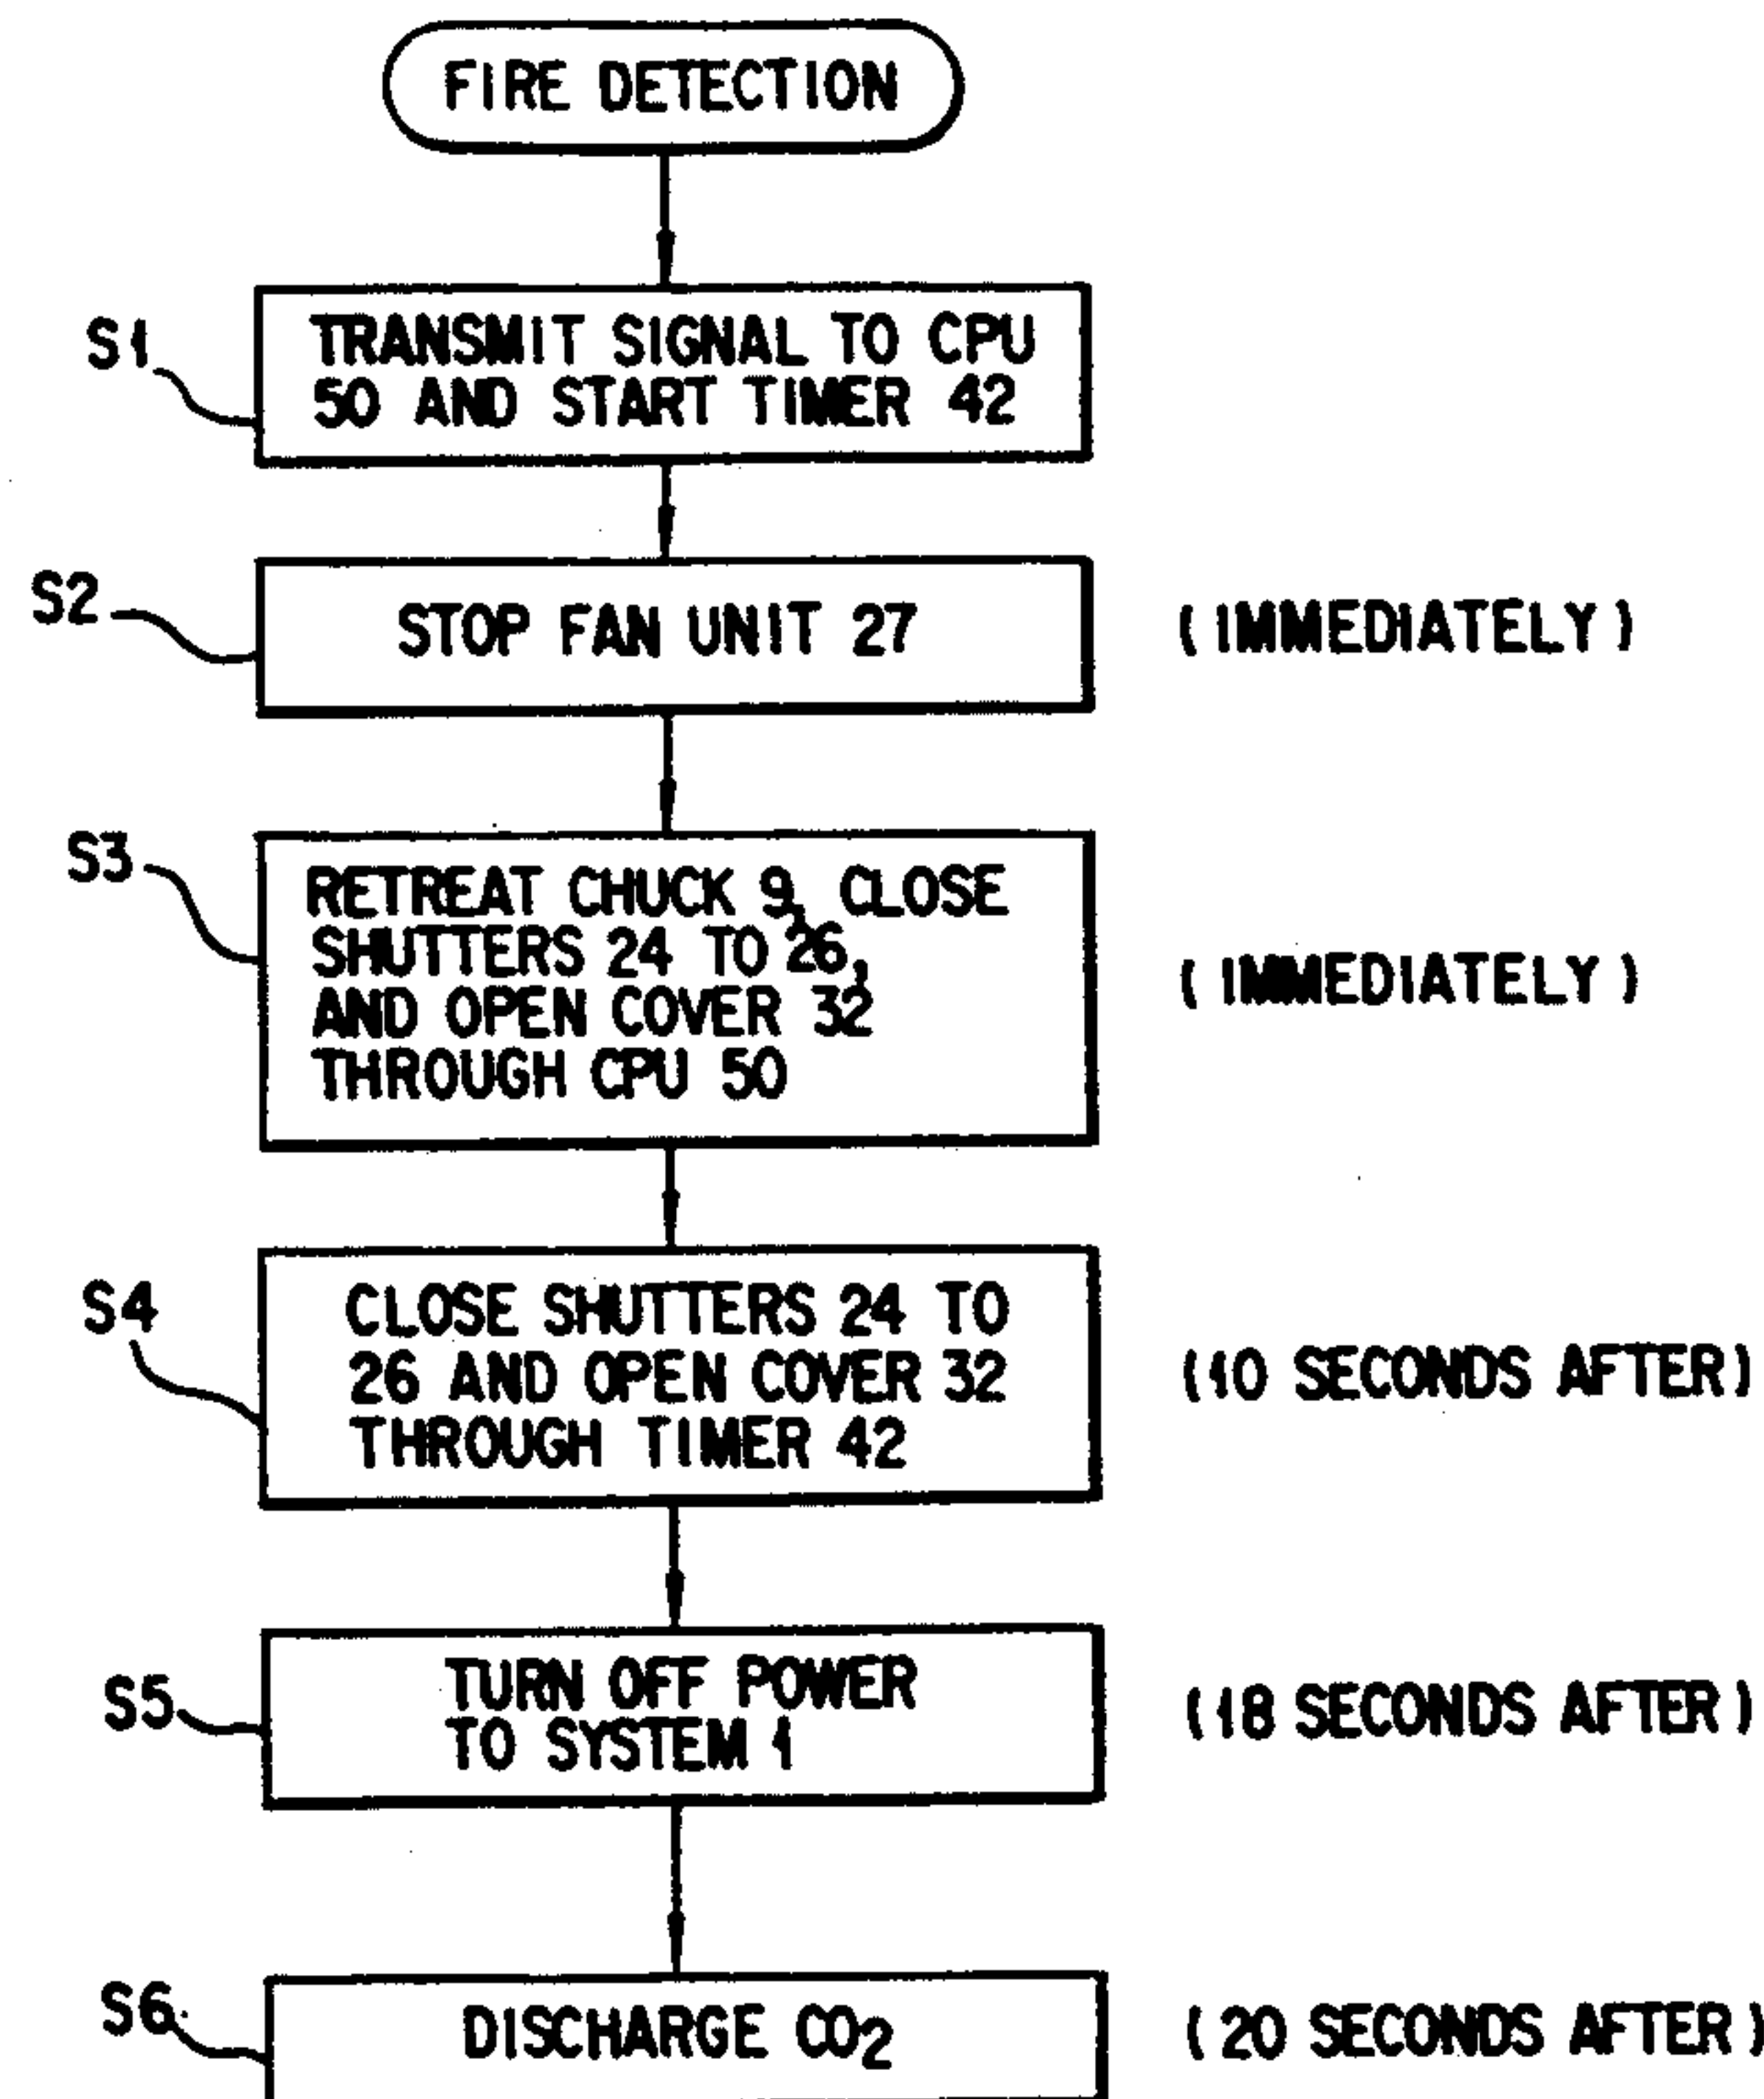 FIRE DETECTION
S1
TRANSMIT SIGNAL TO CPU
50 AND START TIMER 42
S2
STOP FAN UNIT 27
(IMMEDIATELY)
S3
RETREAT CHUCK 9, CLOSE
SHUTTERS 24 TO 26,
AND OPEN COVER 32
THROUGH CPU 50
(IMMEDIATELY)
S4
CLOSE SHUTTERS 24 TO
26 AND OPEN COVER 32
THROUGH TIMER 42
(10 SECONDS AFTER)
S5
TURN OFF POWER
TO SYSTEM 1
(18 SECONDS AFTER)
S6
DISCHARGE CO₂
(20 SECONDS AFTER)